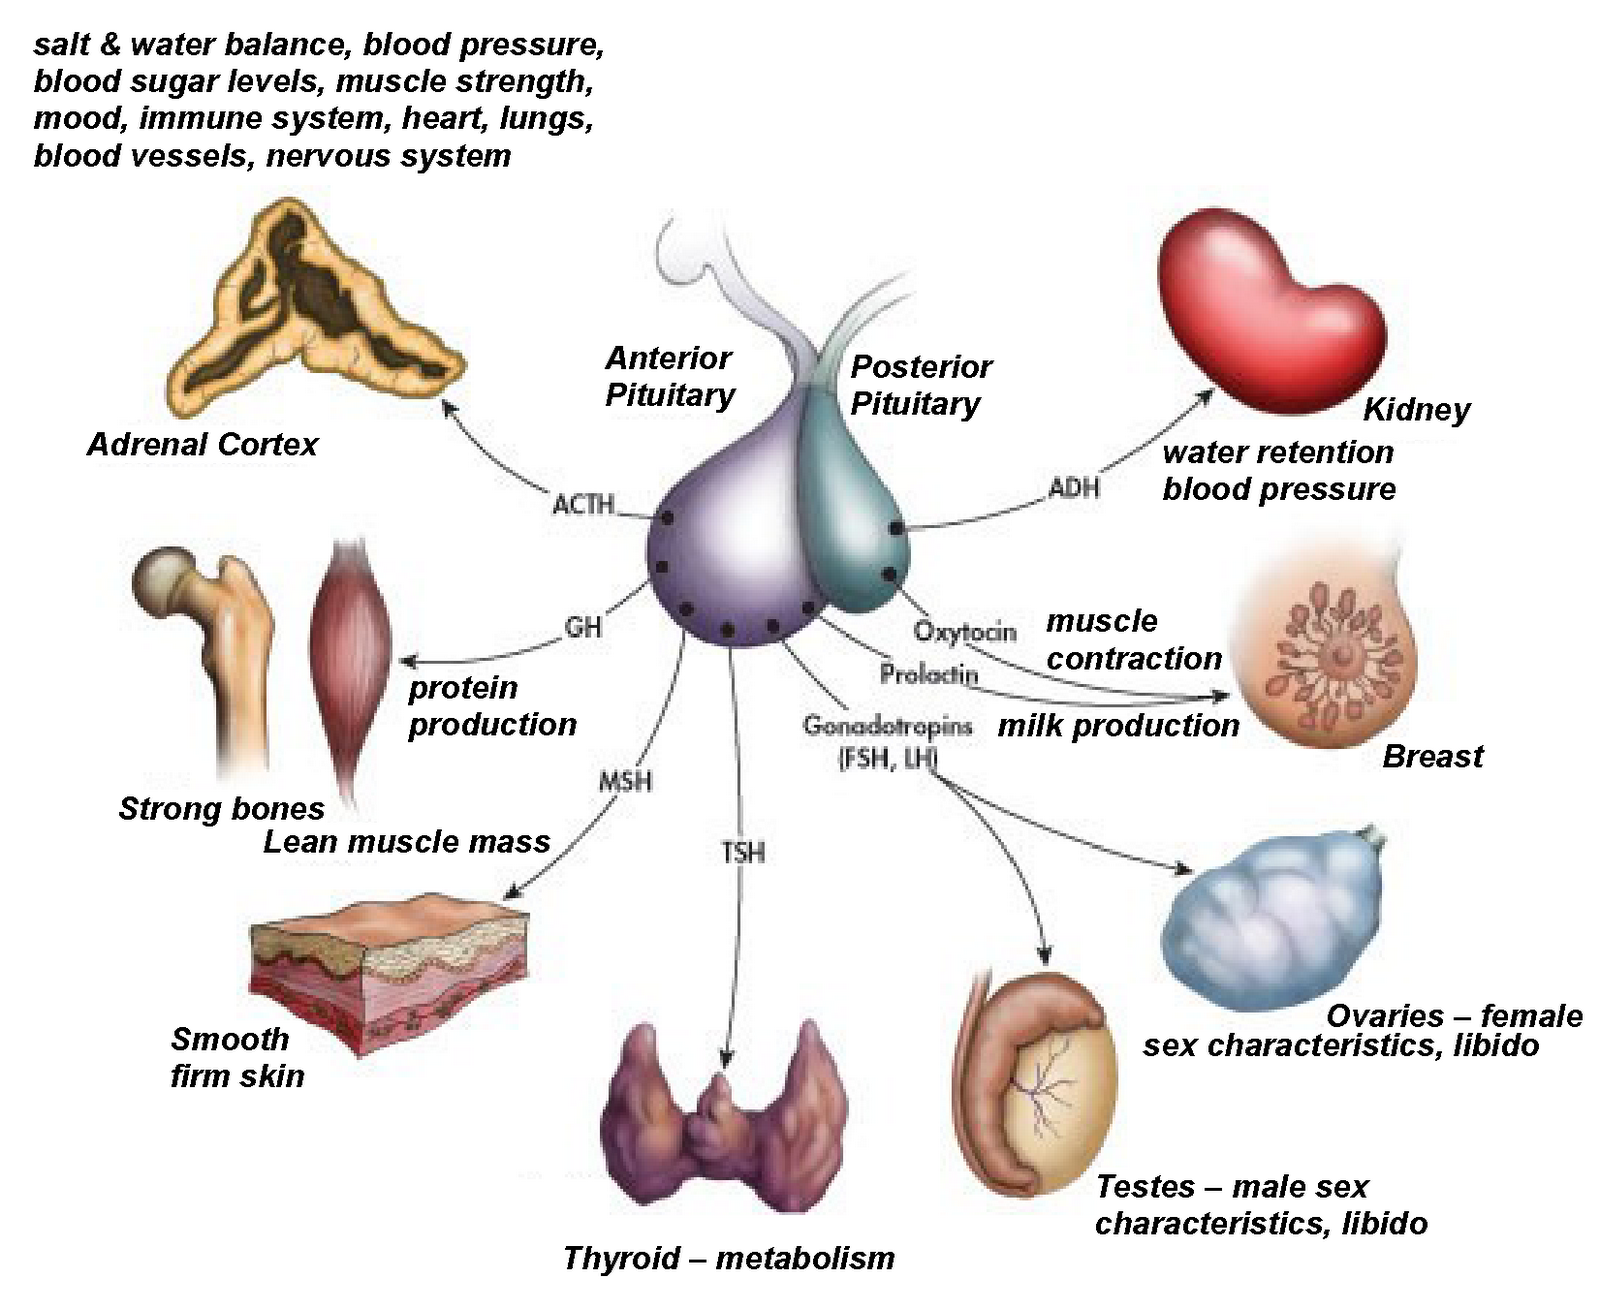 salt & water balance, blood pressure,
blood sugar levels, muscle strength,
mood, immune system, heart, lungs,
blood vessels, nervous system
Anterior
Pituitary
Posterior
Pituitary
Adrenal Cortex
Kidney
water retention
blood pressure
ACTH
ADH
GH
Oxytocin
muscle
contraction
Prolactin
protein
production
Gonadotropins
(FSH, LH)
milk production
Breast
MSH
Strong bones
Lean muscle mass
TSH
Smooth
firm skin
Ovaries – female
sex characteristics, libido
Testes – male sex
characteristics, libido
Thyroid – metabolism